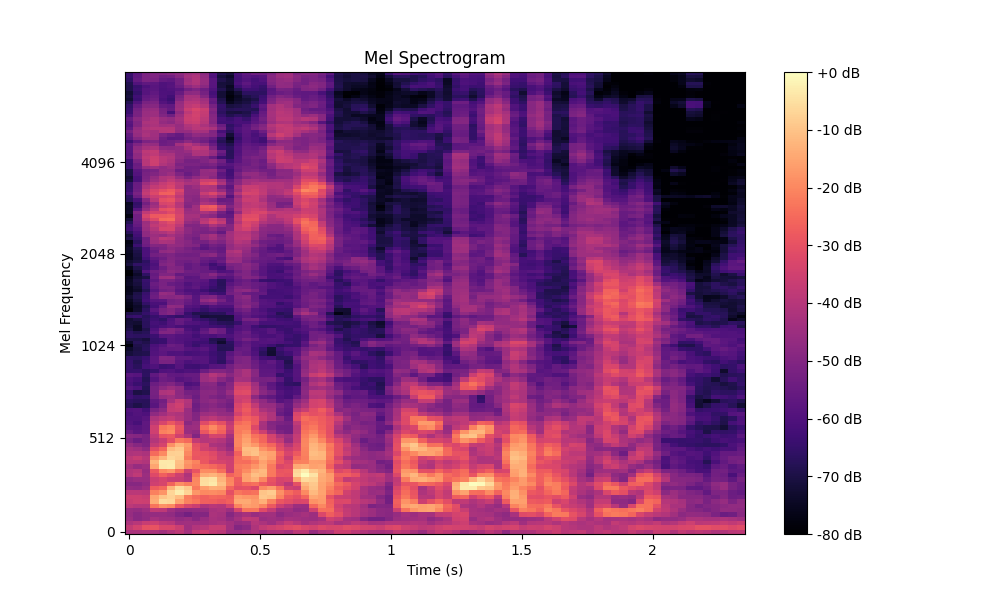 Mel Spectrogram
Mel Frequency
4096
2048
1024
512
0
0
0.5
1
1.5
2
Time (s)
+0 dB
-10 dB
-20 dB
-30 dB
-40 dB
-50 dB
-60 dB
-70 dB
-80 dB